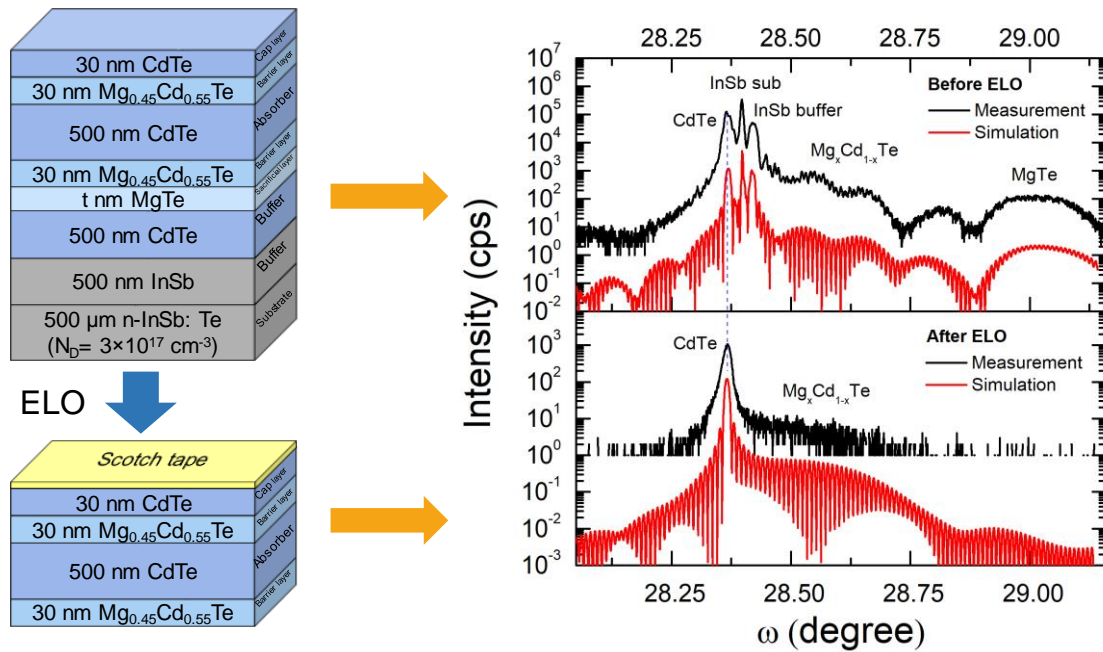 30 nm CdTe
Cap layer
30 nm Mg0.45Cd0.55Te
Barrier layer
500 nm CdTe
Absorber
30 nm Mg0.45Cd0.55Te
Barrier layer
t nm MgTe
Sacrificial layer
500 nm CdTe
Buffer
500 nm InSb
Buffer
500 μm n-InSb: Te
(ND= 3×10¹⁷ cm⁻³)
Substrate
ELO
Scotch tape
30 nm CdTe
Cap layer
30 nm Mg0.45Cd0.55Te
Barrier layer
500 nm CdTe
Absorber
30 nm Mg0.45Cd0.55Te
Barrier layer
28.25 28.50 28.75 29.00
10⁷
10⁶
10⁵
10⁴
10³
10²
10¹
10⁰
10⁻¹
10⁻²
InSb sub
CdTe
InSb buffer
MgxCd1-xTe
MgTe
Before ELO
Measurement
Simulation
Intensity (cps)
10³
10²
10¹
10⁰
10⁻¹
10⁻²
10⁻³
CdTe
MgxCd1-xTe
After ELO
Measurement
Simulation
28.25 28.50 28.75 29.00
ω (degree)